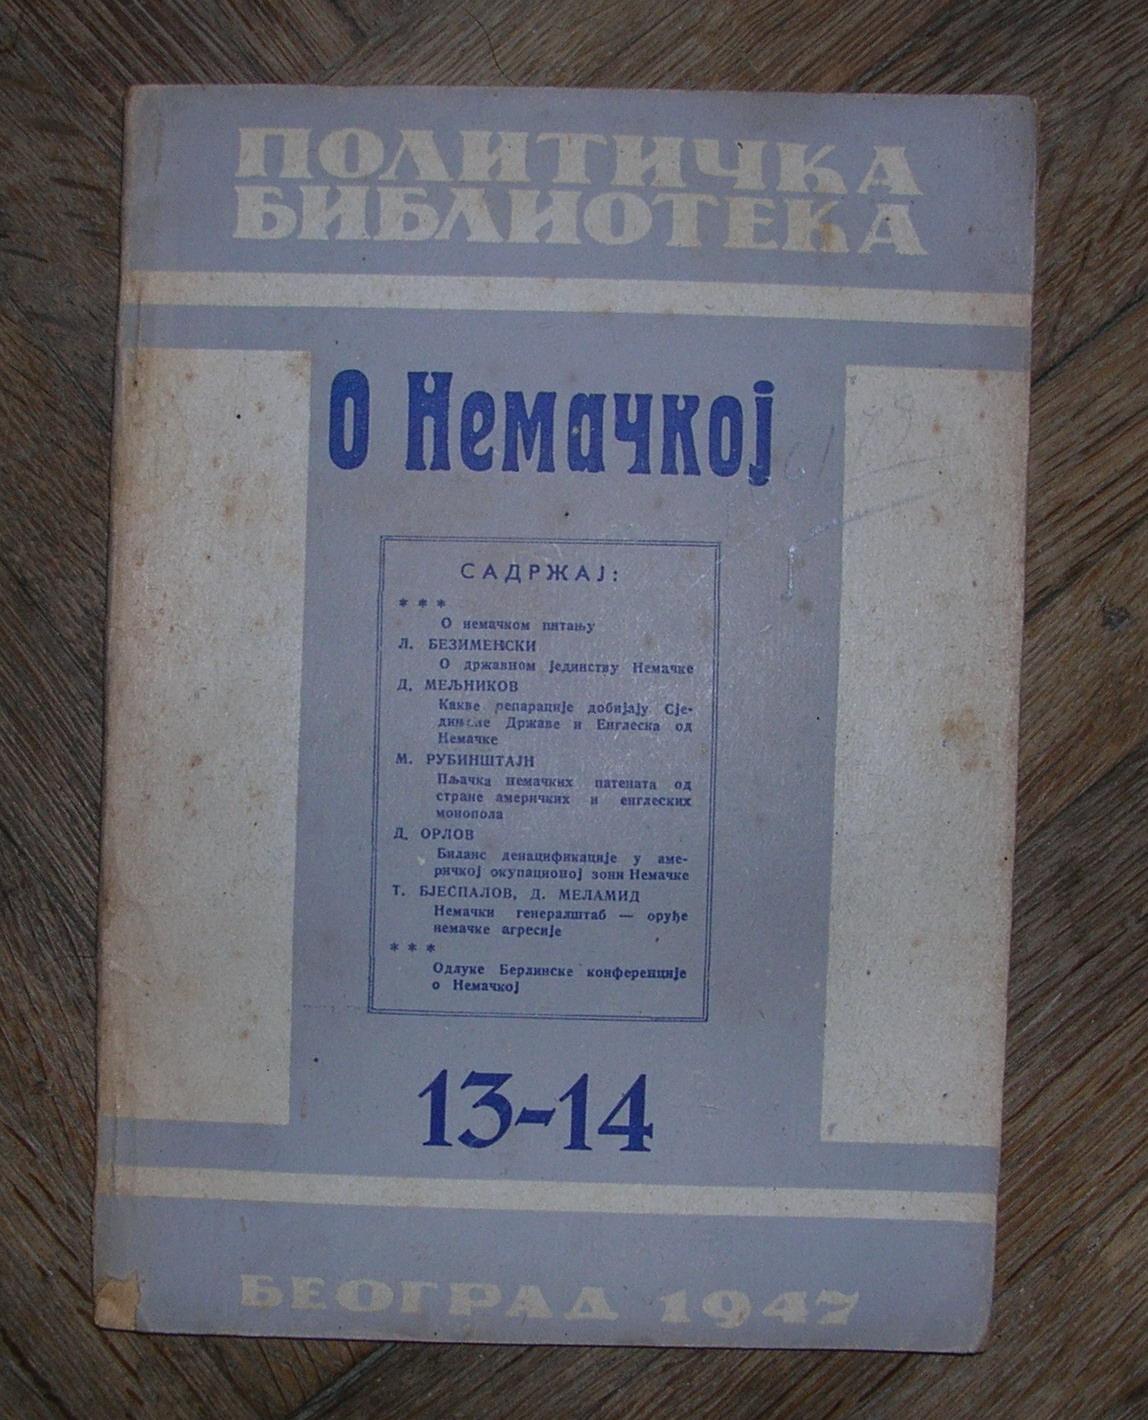 ПОЛИТИЧКА
БИБЛИОТЕКА
О Немачкој
САДРЖАЈ:
* * *
О немачком питању
Л. БЕЗИМЕНСКИ
О државном јединству Немачке
Д. МЕЉНИКОВ
Какве репарације добијају Сје-
дињене Државе и Енглеска од
Немачке
М. РУБИНШТАЈН
Пљачка немачких патената од
стране америчких и енглеских
монопола
Д. ОРЛОВ
Биланс денацификације у аме-
ричкој окупационој зони Немачке
Т. БЈЕСПАЛОВ, Д. МЕЛАМИД
Немачки генералштаб — оруђе
немачке агресије
* * *
Одлуке Берлинске конференције
о Немачкој
13-14
БЕОГРАД 1947